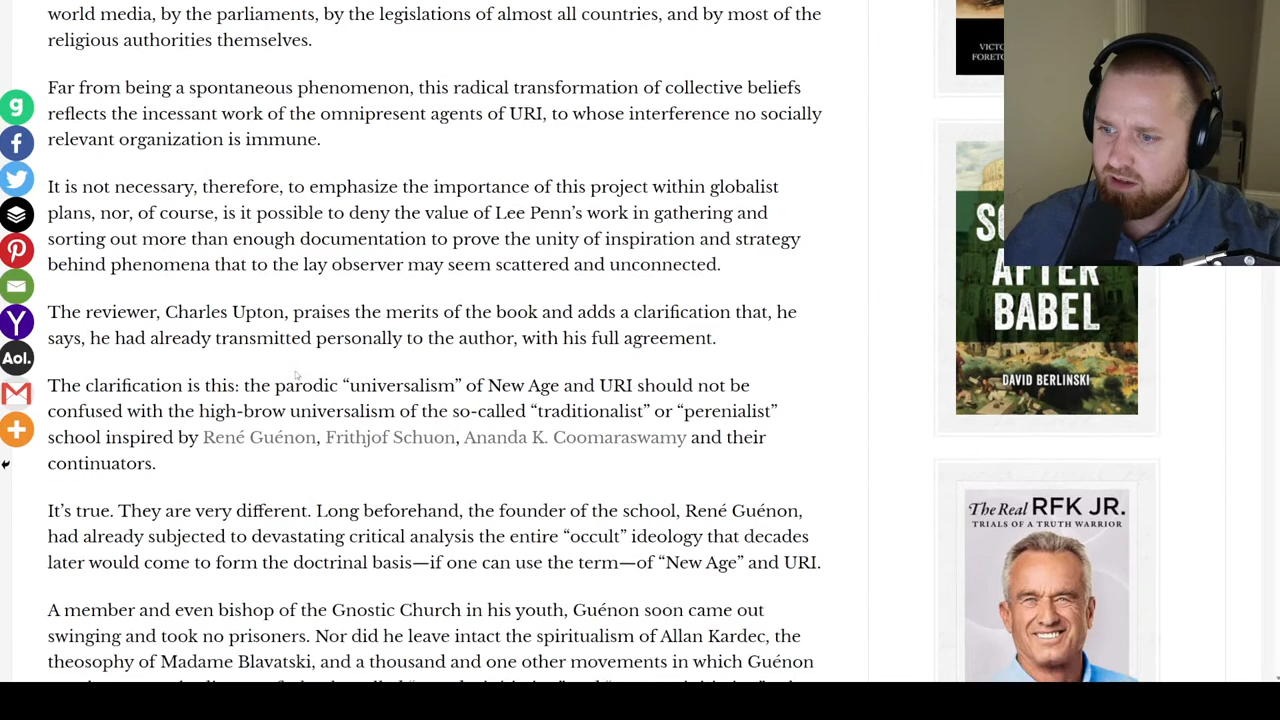 world media, by the parliaments, by the legislations of almost all countries, and by most of the
religious authorities themselves.
Far from being a spontaneous phenomenon, this radical transformation of collective beliefs
reflects the incessant work of the omnipresent agents of URI, to whose interference no socially
relevant organization is immune.
It is not necessary, therefore, to emphasize the importance of this project within globalist
plans, nor, of course, is it possible to deny the value of Lee Penn’s work in gathering and
sorting out more than enough documentation to prove the unity of inspiration and strategy
behind phenomena that to the lay observer may seem scattered and unconnected.
The reviewer, Charles Upton, praises the merits of the book and adds a clarification that, he
says, he had already transmitted personally to the author, with his full agreement.
The clarification is this: the parodic “universalism” of New Age and URI should not be
confused with the high-brow universalism of the so-called “traditionalist” or “perenialist”
school inspired by René Guénon, Frithjof Schuon, Ananda K. Coomaraswamy and their
continuators.
It’s true. They are very different. Long beforehand, the founder of the school, René Guénon,
had already subjected to devastating critical analysis the entire “occult” ideology that decades
later would come to form the doctrinal basis—if one can use the term—of “New Age” and URI.
A member and even bishop of the Gnostic Church in his youth, Guénon soon came out
swinging and took no prisoners. Nor did he leave intact the spiritualism of Allan Kardec, the
theosophy of Madame Blavatski, and a thousand and one other movements in which Guénon
g
f
Y
Aol.
M
VICTO
FORETO
AFTER
BABEL
DAVID BERLINSKI
The Real RFK JR.
TRIALS OF A TRUTH WARRIOR